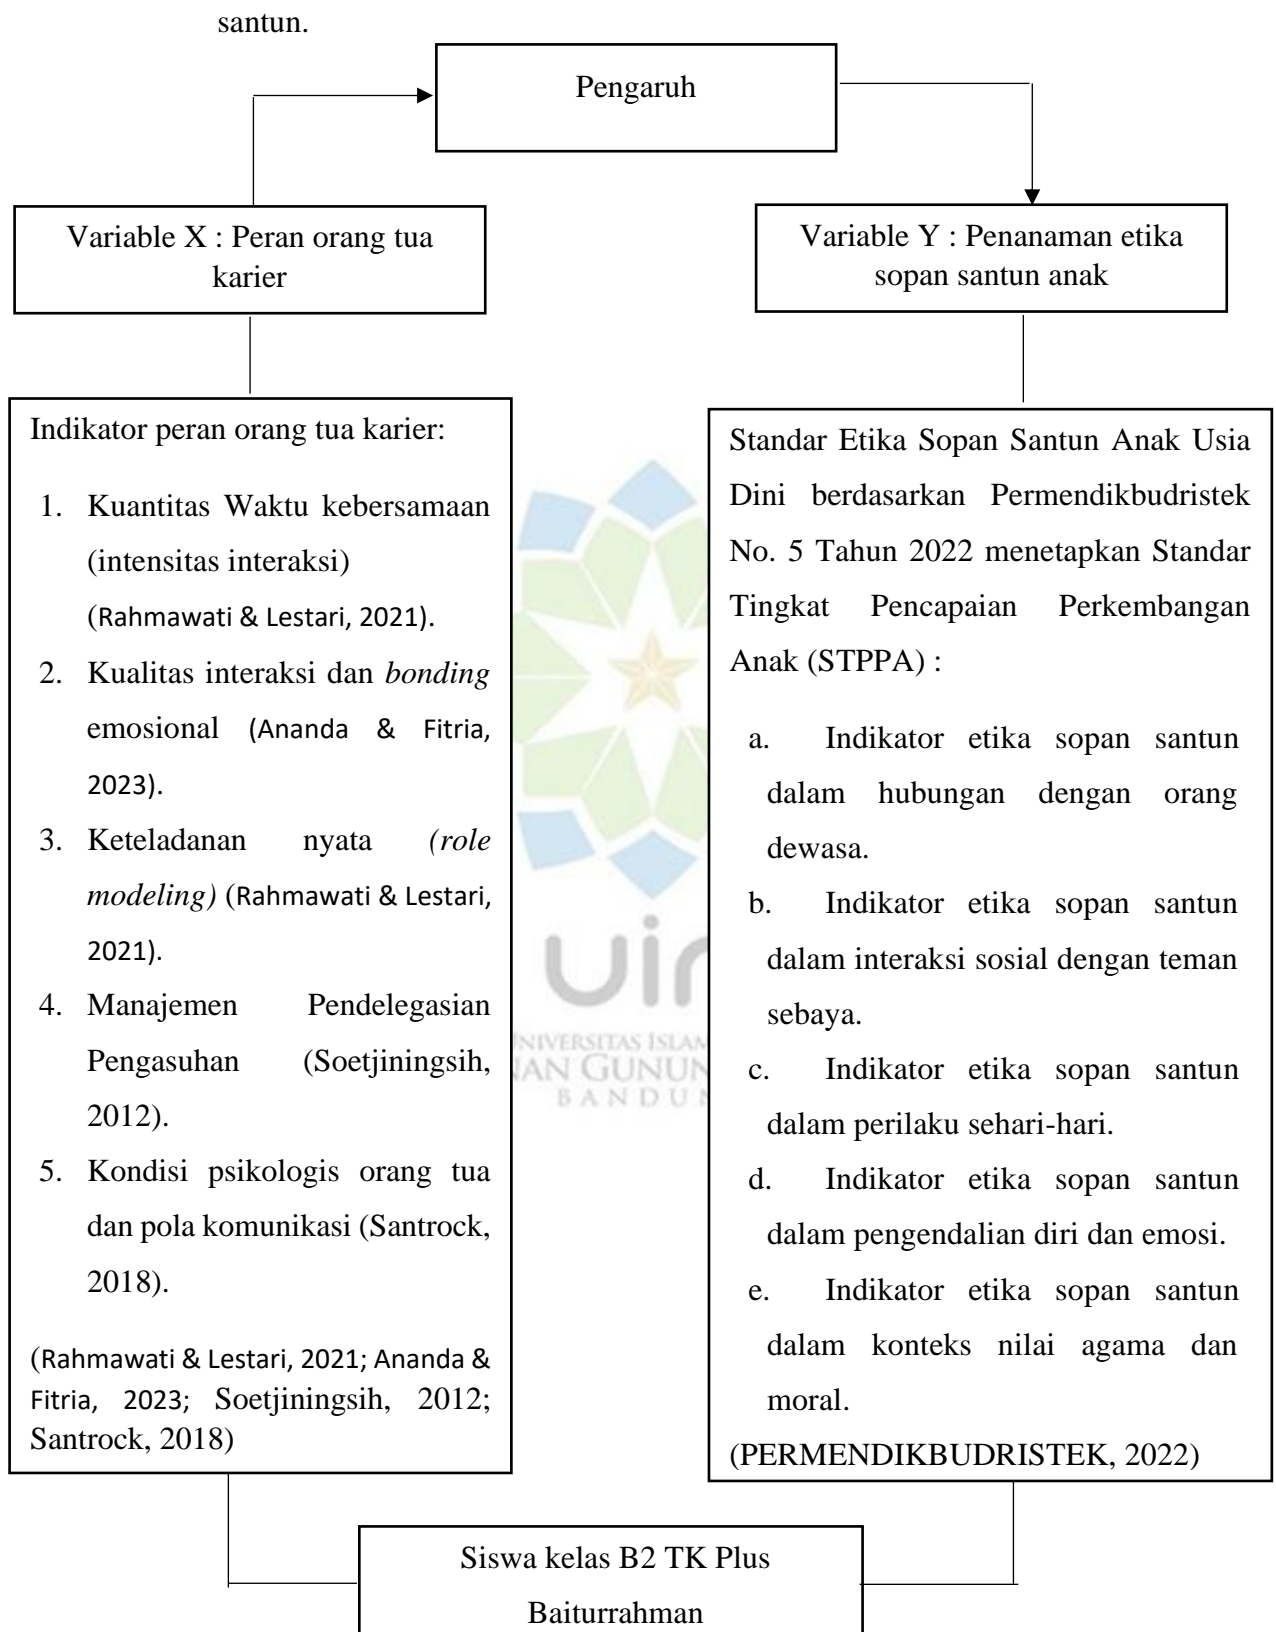 santun.
Pengaruh
Variable X : Peran orang tua
karier
Variable Y : Penanaman etika
sopan santun anak
Indikator peran orang tua karier:
1. Kuantitas Waktu kebersamaan
(intensitas interaksi)
(Rahmawati & Lestari, 2021).
2. Kualitas interaksi dan bonding
emosional (Ananda & Fitria,
2023).
3. Keteladanan nyata (role
modeling) (Rahmawati & Lestari,
2021).
4. Manajemen Pendelegasian
Pengasuhan (Soetjiningsih,
2012).
5. Kondisi psikologis orang tua
dan pola komunikasi (Santrock,
2018).
(Rahmawati & Lestari, 2021; Ananda &
Fitria, 2023; Soetjiningsih, 2012;
Santrock, 2018)
Standar Etika Sopan Santun Anak Usia
Dini berdasarkan Permendikbudristek
No. 5 Tahun 2022 menetapkan Standar
Tingkat Pencapaian Perkembangan
Anak (STPPA) :
a. Indikator etika sopan santun
dalam hubungan dengan orang
dewasa.
b. Indikator etika sopan santun
dalam interaksi sosial dengan teman
sebaya.
c. Indikator etika sopan santun
dalam perilaku sehari-hari.
d. Indikator etika sopan santun
dalam pengendalian diri dan emosi.
e. Indikator etika sopan santun
dalam konteks nilai agama dan
moral.
(PERMENDIKBUDRISTEK, 2022)
Siswa kelas B2 TK Plus
Baiturrahman